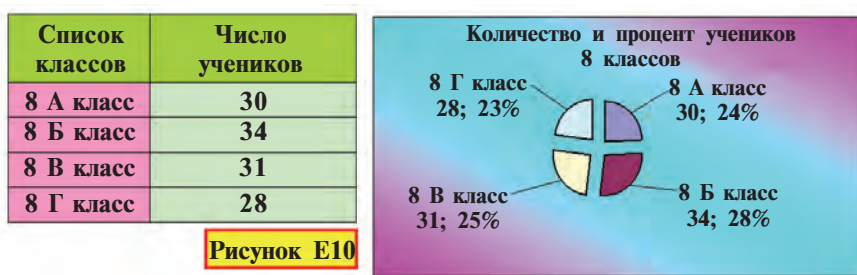 Список классов
Число учеников
8 А класс 30
8 Б класс 34
8 В класс 31
8 Г класс 28
Рисунок Е10
Количество и процент учеников
8 классов
8 Г класс
28; 23%
8 А класс
30; 24%
8 В класс
31; 25%
8 Б класс
34; 28%